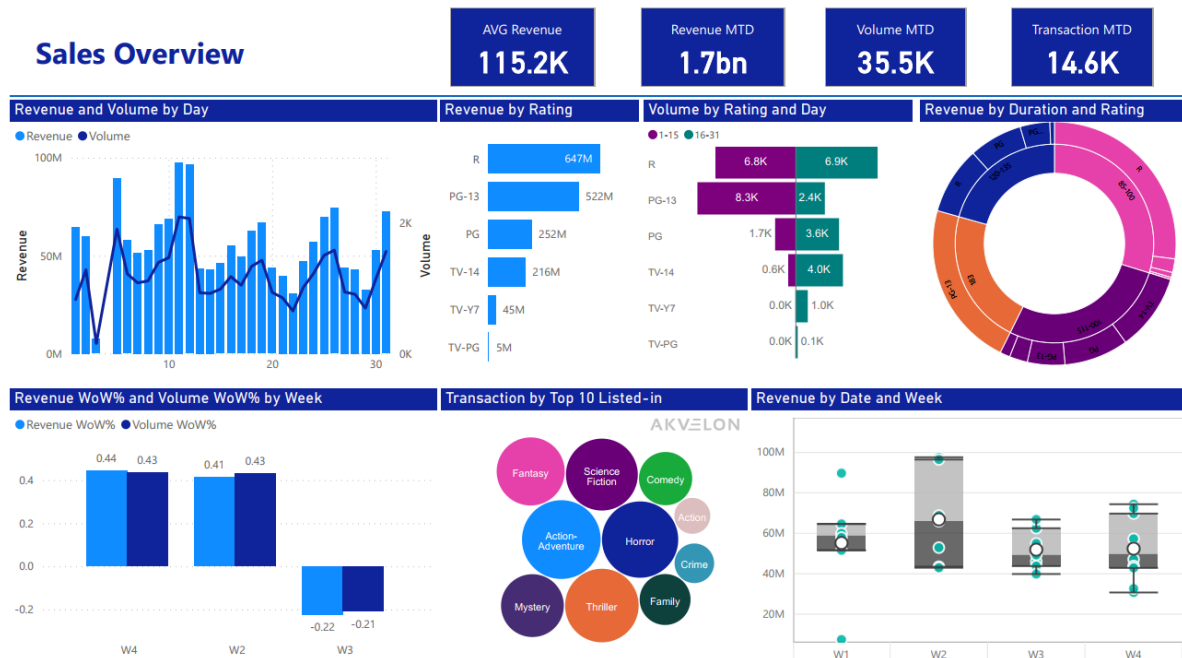 Sales Overview
AVG Revenue
115.2K
Revenue MTD
1.7bn
Volume MTD
35.5K
Transaction MTD
14.6K
Revenue and Volume by Day
Revenue Volume
100M
50M
0M
Revenue
2K
0K
Volume
10 20 30
Revenue by Rating
R 647M
PG-13 522M
PG 252M
TV-14 216M
TV-Y7 45M
TV-PG 5M
Volume by Rating and Day
1-15 16-31
R 6.8K 6.9K
PG-13 8.3K 2.4K
PG 1.7K 3.6K
TV-14 0.6K 4.0K
TV-Y7 0.0K 1.0K
TV-PG 0.0K 0.1K
Revenue by Duration and Rating
PG-...
PG
R
120-135
R
85-100
PG-13
183
100-115
TV-14
PG
PG-13
Revenue WoW% and Volume WoW% by Week
Revenue WoW% Volume WoW%
0.44 0.43 0.41 0.43
0.4
0.2
0.0
-0.2
-0.22 -0.21
W4 W2 W3
Transaction by Top 10 Listed-in
AKVELON
Fantasy
Science
Fiction
Comedy
Action
Action-
Adventure
Horror
Crime
Mystery
Thriller
Family
Revenue by Date and Week
100M
80M
60M
40M
20M
W1 W2 W3 W4